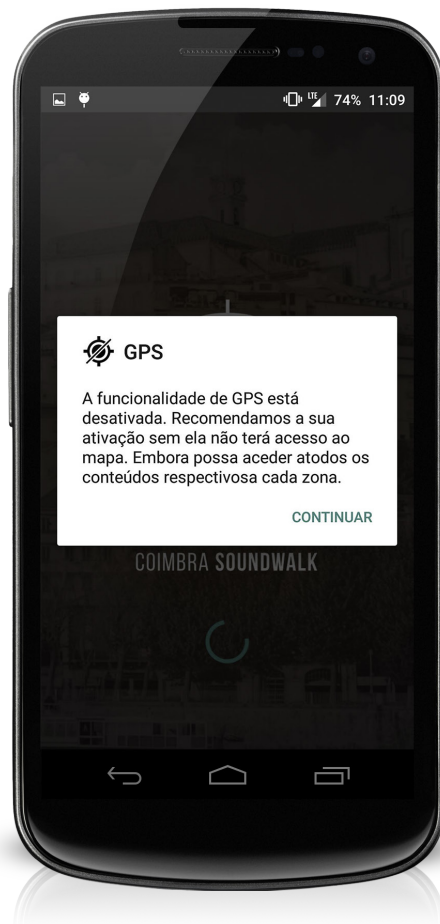 LTE 74% 11:09
GPS
A funcionalidade de GPS está
desativada. Recomendamos a sua
ativação sem ela não terá acesso ao
mapa. Embora possa aceder atodos os
conteúdos respectivosa cada zona.
CONTINUAR
COIMBRA SOUNDWALK